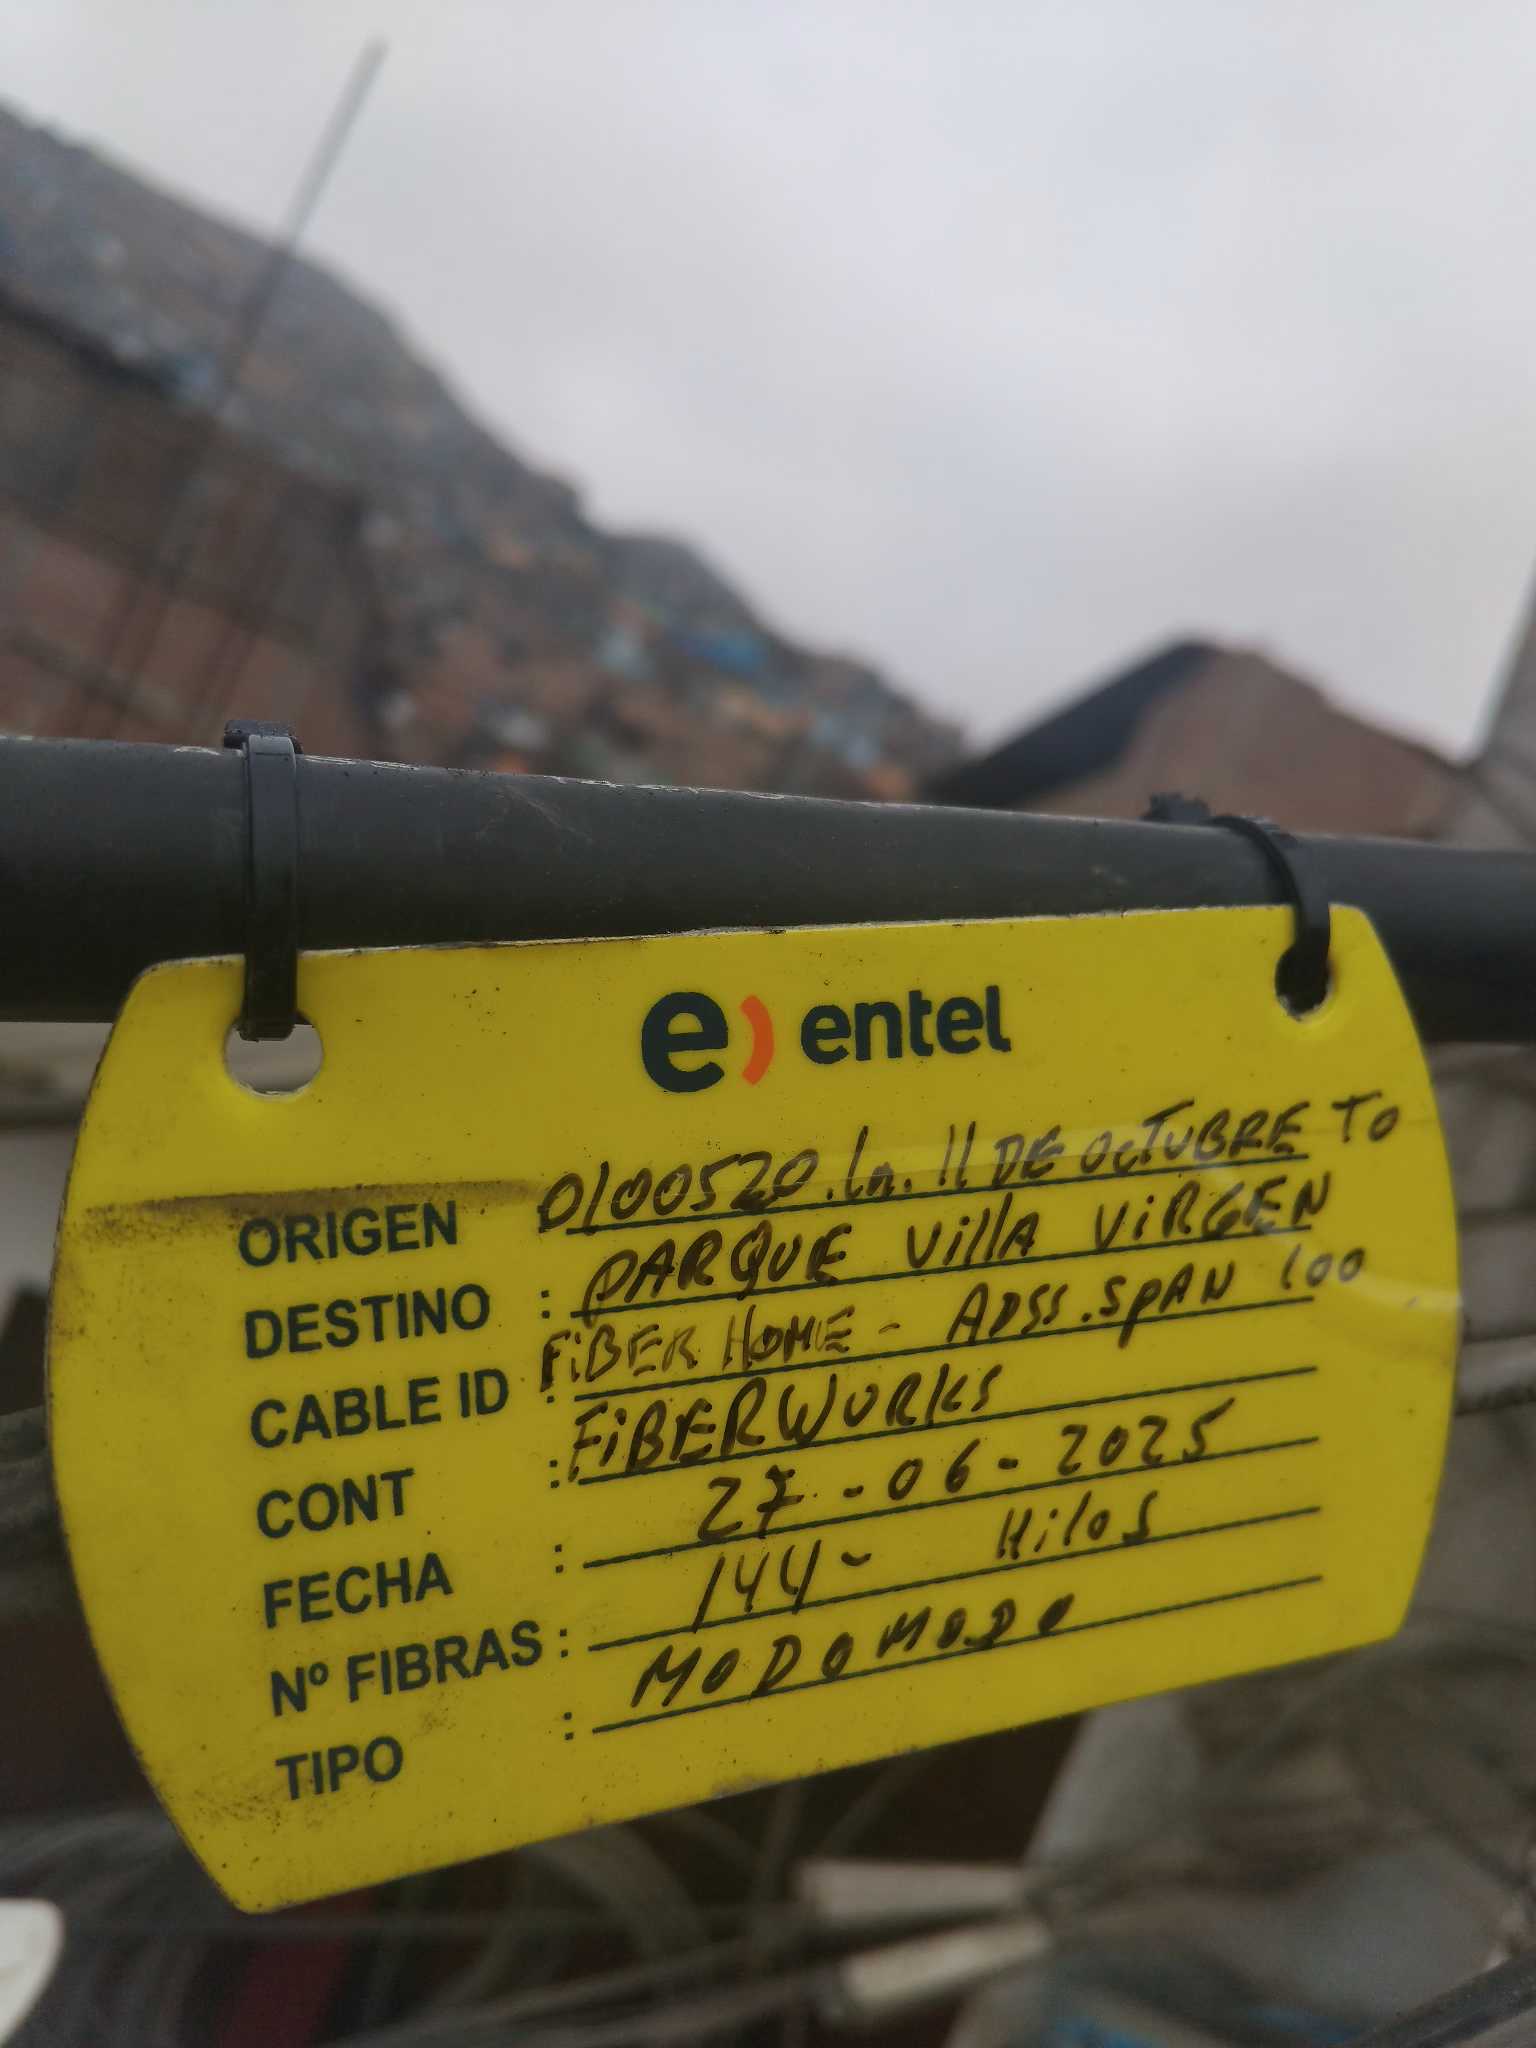 e) entel
ORIGEN 0100520.Ln.11 DE OCTUBRE TO
DESTINO : PARQUE VillA ViRGEN
CABLE ID : FiBER HOME - ADSS.SPAN 100
CONT : FiBERWORKS
FECHA : 27-06-2025
Nº FIBRAS : 144- Hilos
TIPO : MODOMODO